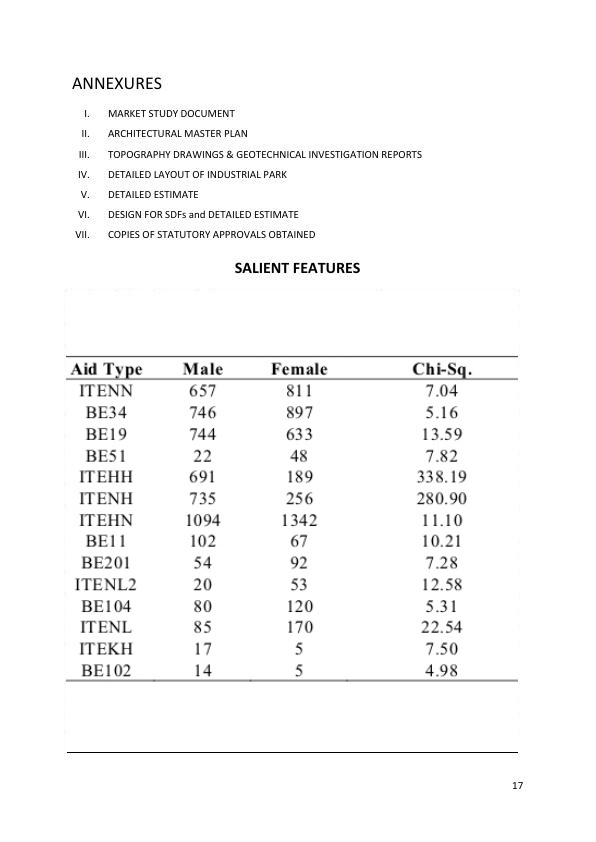 ANNEXURES
I. MARKET STUDY DOCUMENT
II. ARCHITECTURAL MASTER PLAN
III. TOPOGRAPHY DRAWINGS & GEOTECHNICAL INVESTIGATION REPORTS
IV. DETAILED LAYOUT OF INDUSTRIAL PARK
V. DETAILED ESTIMATE
VI. DESIGN FOR SDFs and DETAILED ESTIMATE
VII. COPIES OF STATUTORY APPROVALS OBTAINED
SALIENT FEATURES
Aid Type Male Female Chi-Sq.
ITENN 657 811 7.04
BE34 746 897 5.16
BE19 744 633 13.59
BE51 22 48 7.82
ITEHH 691 189 338.19
ITENH 735 256 280.90
ITEHN 1094 1342 11.10
BE11 102 67 10.21
BE201 54 92 7.28
ITENL2 20 53 12.58
BE104 80 120 5.31
ITENL 85 170 22.54
ITEKH 17 5 7.50
BE102 14 5 4.98
17